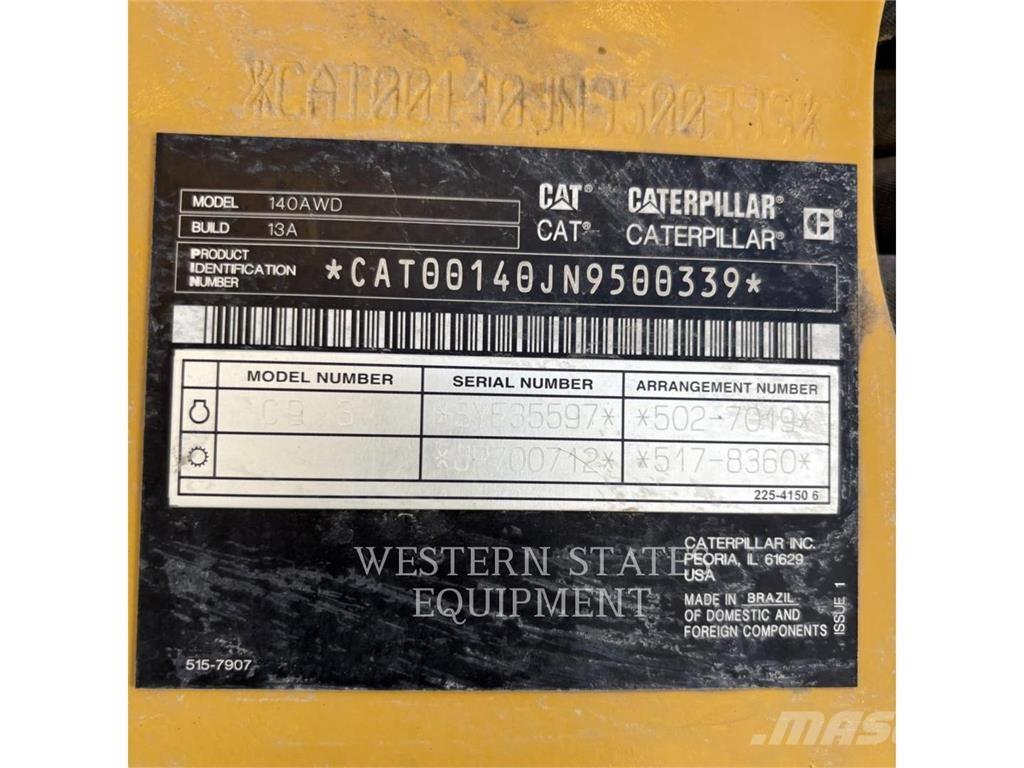 *CAT00140JN9500339*
MODEL 140AWD
BUILD 13A
CAT® CATERPILLAR®
CAT® CATERPILLAR®
PRODUCT
IDENTIFICATION
NUMBER
*CAT00140JN9500339*
MODEL NUMBER SERIAL NUMBER ARRANGEMENT NUMBER
*502-7019*
*JP700712* *517-8360*
225-4150 6
CATERPILLAR INC.
PEORIA, IL 61629
USA
MADE IN BRAZIL
OF DOMESTIC AND
FOREIGN COMPONENTS
ISSUE 1
515-7907
WESTERN STATES
EQUIPMENT